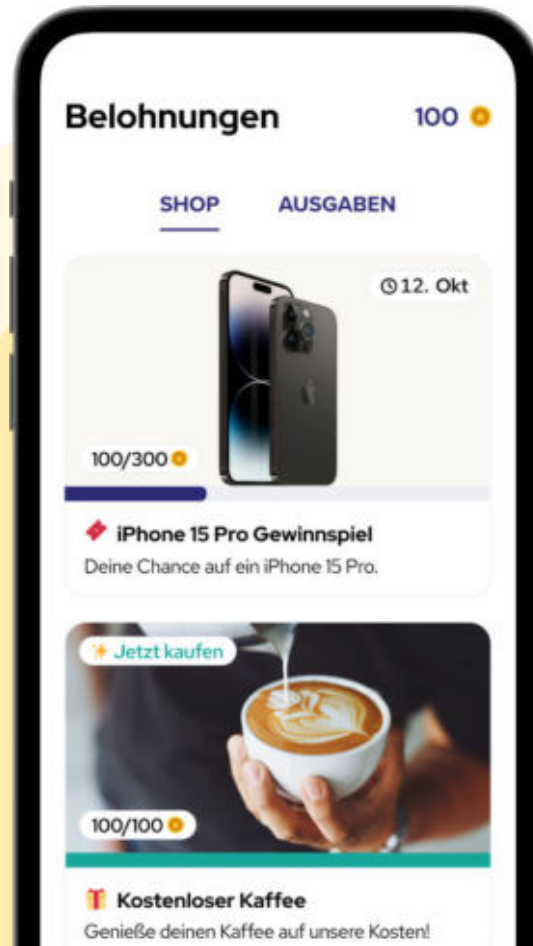 Belohnungen 100
SHOP AUSGABEN
12. Okt
100/300
iPhone 15 Pro Gewinnspiel
Deine Chance auf ein iPhone 15 Pro.
Jetzt kaufen
100/100
Kostenloser Kaffee
Genieße deinen Kaffee auf unsere Kosten!